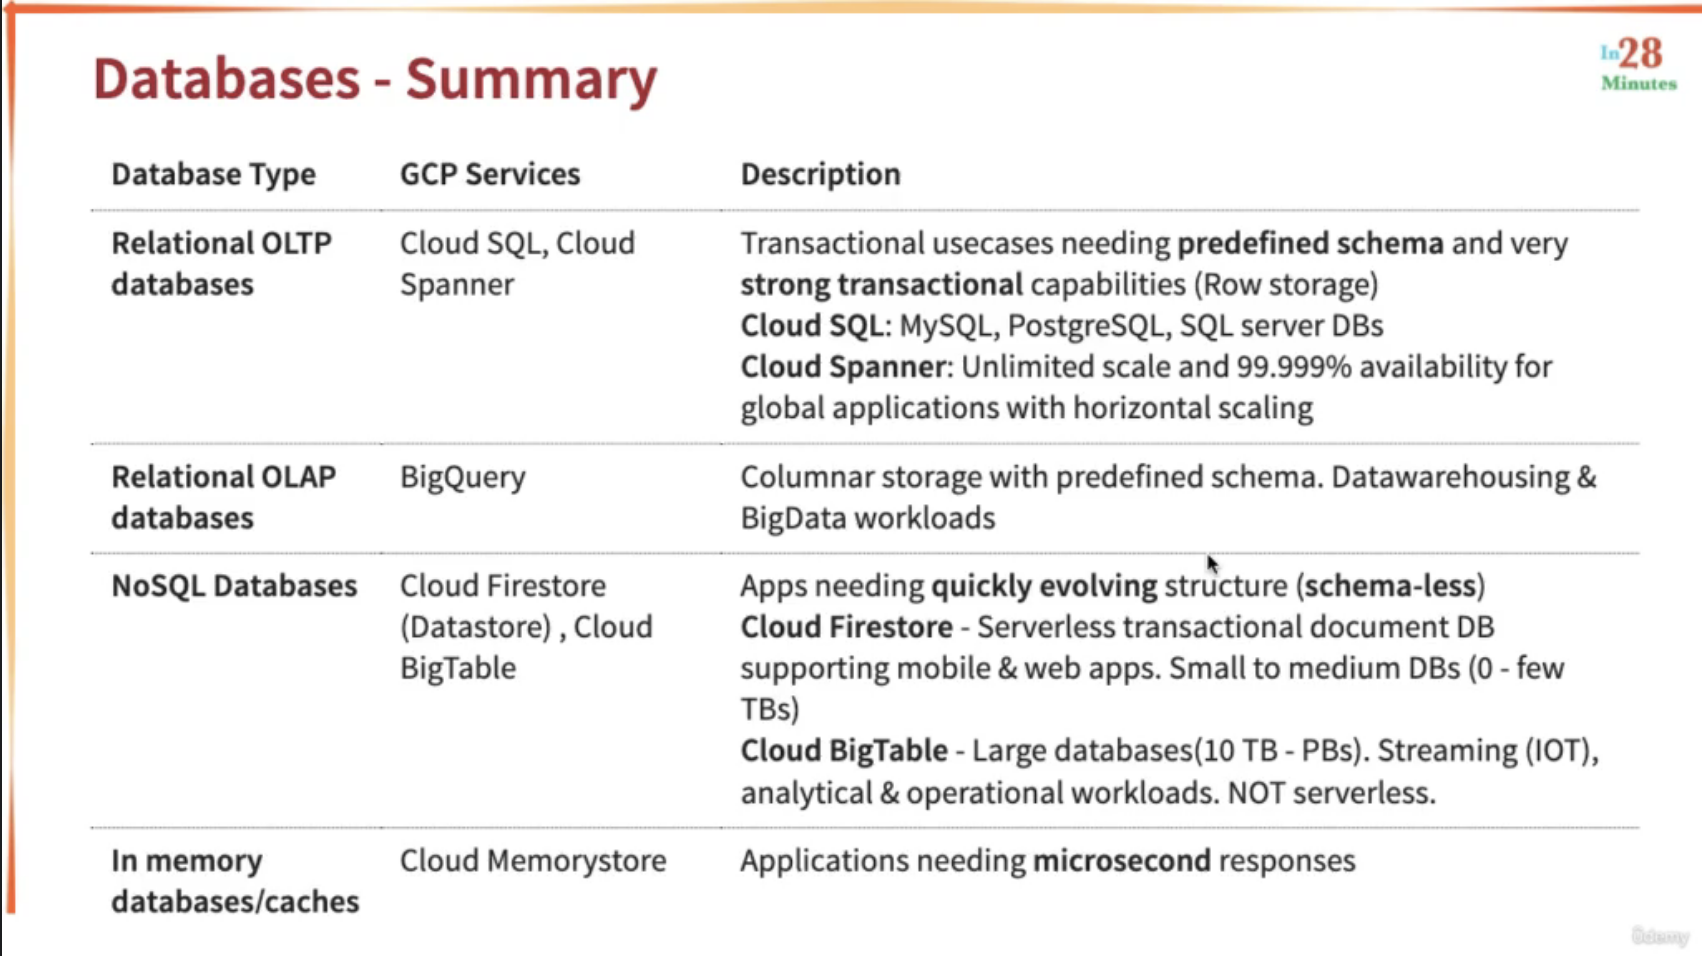 Databases - Summary
In28
Minutes
Database Type
GCP Services
Description
Relational OLTP
databases
Cloud SQL, Cloud
Spanner
Transactional usecases needing predefined schema and very
strong transactional capabilities (Row storage)
Cloud SQL: MySQL, PostgreSQL, SQL server DBs
Cloud Spanner: Unlimited scale and 99.999% availability for
global applications with horizontal scaling
Relational OLAP
databases
BigQuery
Columnar storage with predefined schema. Datawarehousing &
BigData workloads
NoSQL Databases
Cloud Firestore
(Datastore) , Cloud
BigTable
Apps needing quickly evolving structure (schema-less)
Cloud Firestore - Serverless transactional document DB
supporting mobile & web apps. Small to medium DBs (0 - few
TBs)
Cloud BigTable - Large databases(10 TB - PBs). Streaming (IOT),
analytical & operational workloads. NOT serverless.
In memory
databases/caches
Cloud Memorystore
Applications needing microsecond responses
ûdemy